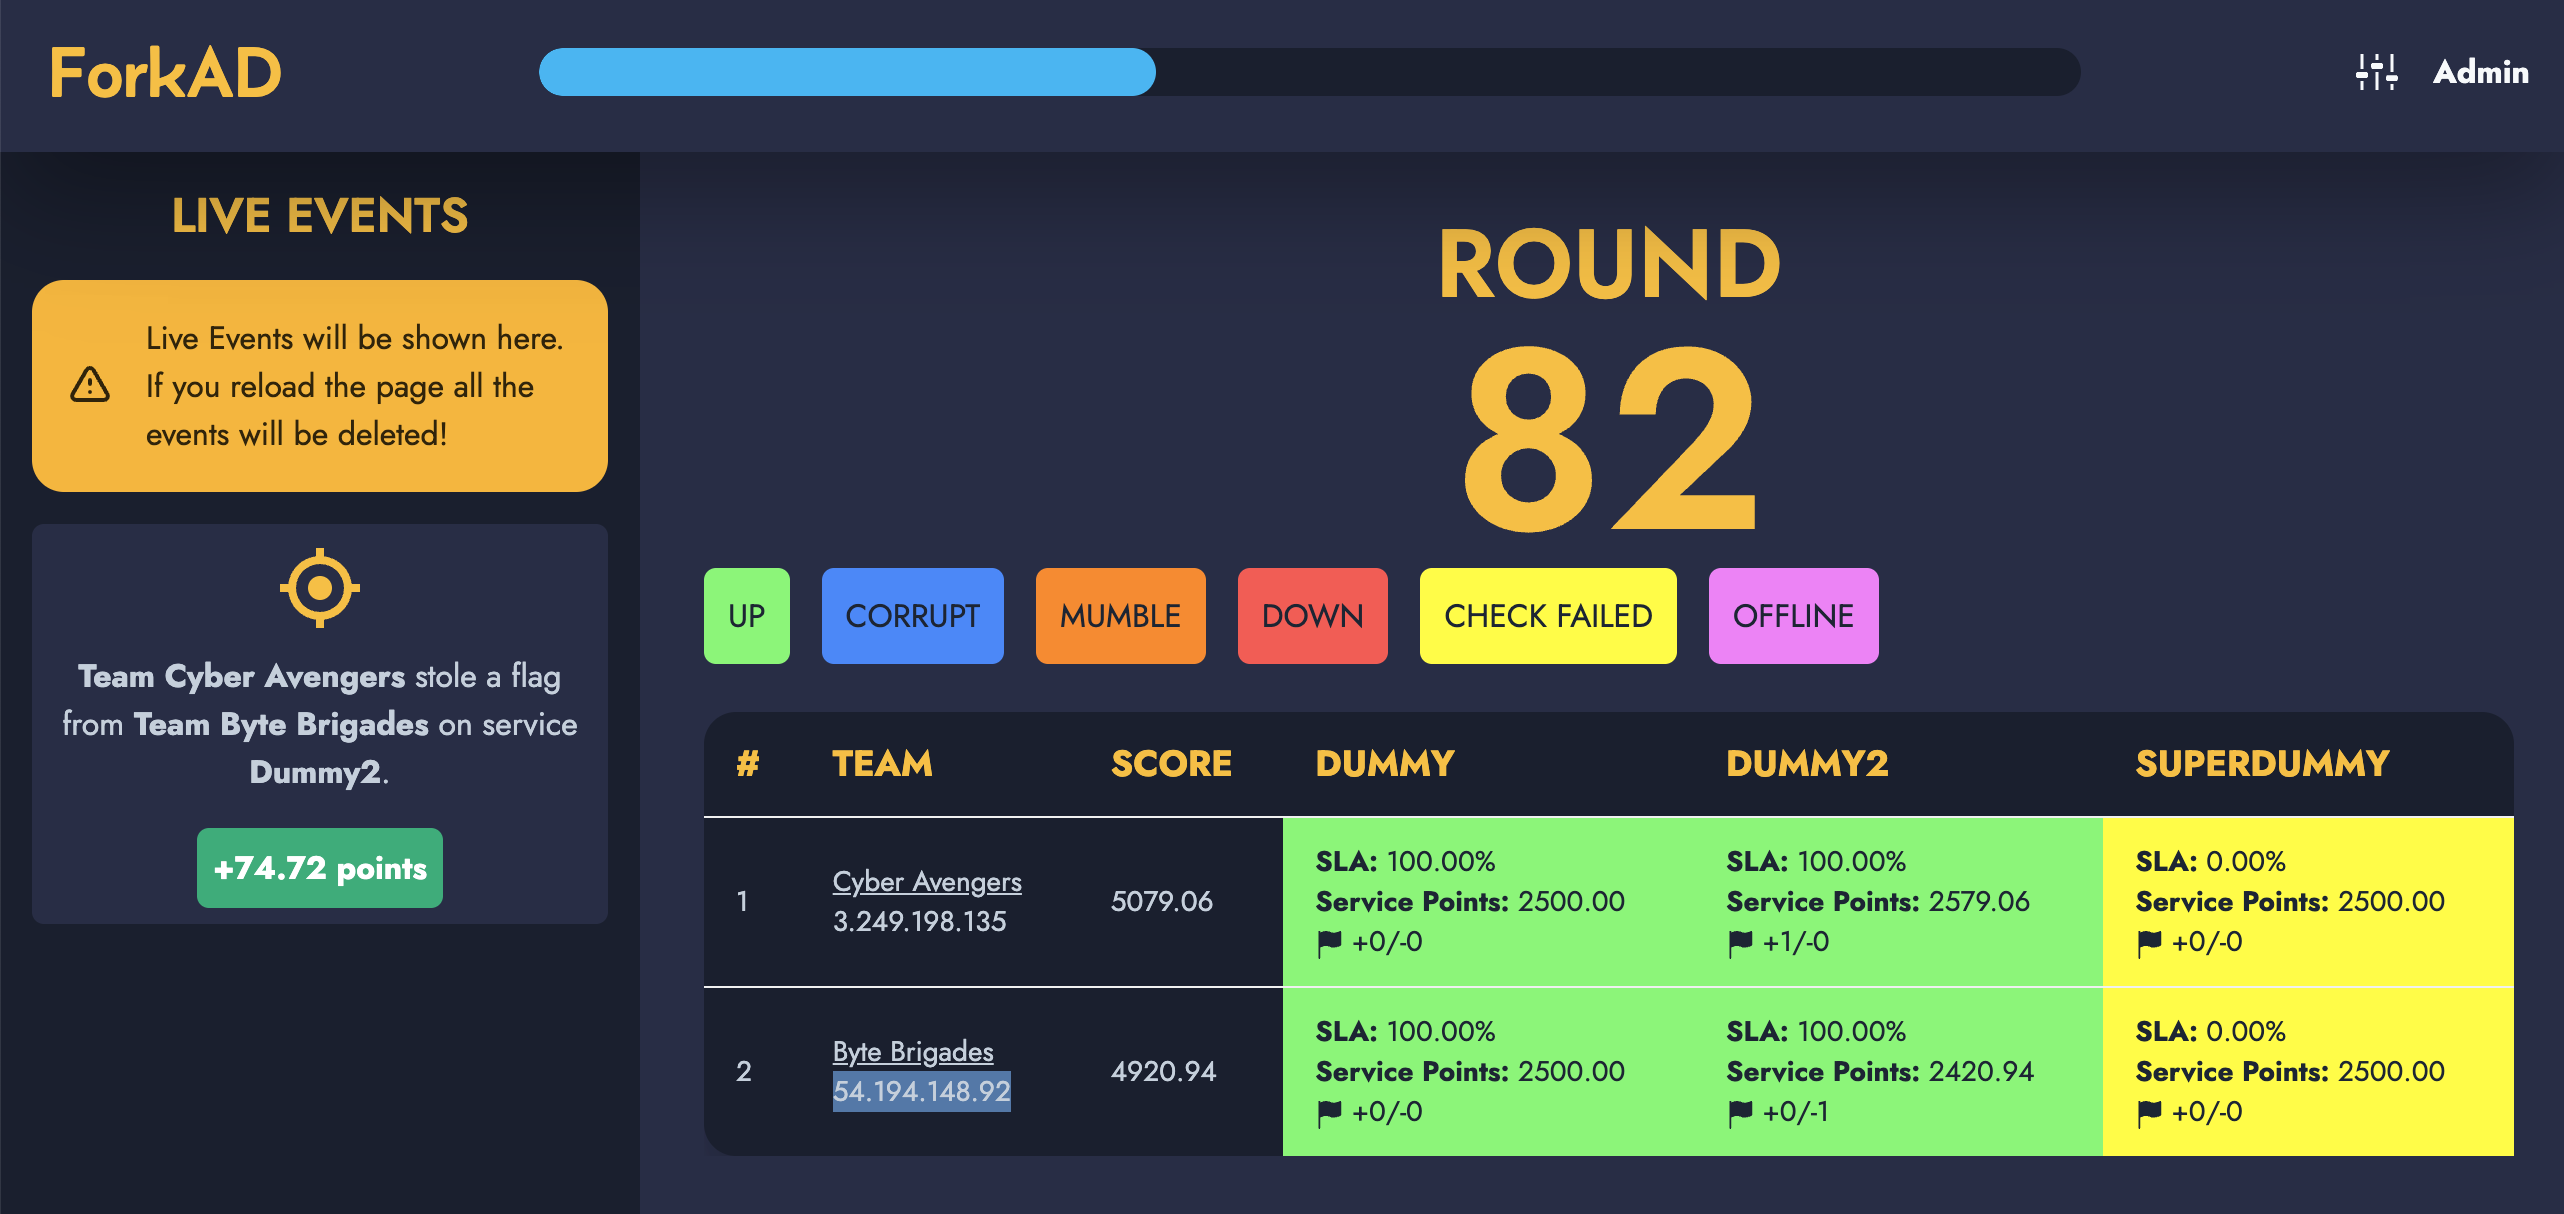 ForkAD
Admin
LIVE EVENTS
Live Events will be shown here.
If you reload the page all the
events will be deleted!
Team Cyber Avengers stole a flag
from Team Byte Brigades on service
Dummy2.
+74.72 points
ROUND
82
UP CORRUPT MUMBLE DOWN CHECK FAILED OFFLINE
# TEAM SCORE DUMMY DUMMY2 SUPERDUMMY
1
Cyber Avengers
3.249.198.135
5079.06
SLA: 100.00%
Service Points: 2500.00
+0/-0
SLA: 100.00%
Service Points: 2579.06
+1/-0
SLA: 0.00%
Service Points: 2500.00
+0/-0
2
Byte Brigades
54.194.148.92
4920.94
SLA: 100.00%
Service Points: 2500.00
+0/-0
SLA: 100.00%
Service Points: 2420.94
+0/-1
SLA: 0.00%
Service Points: 2500.00
+0/-0